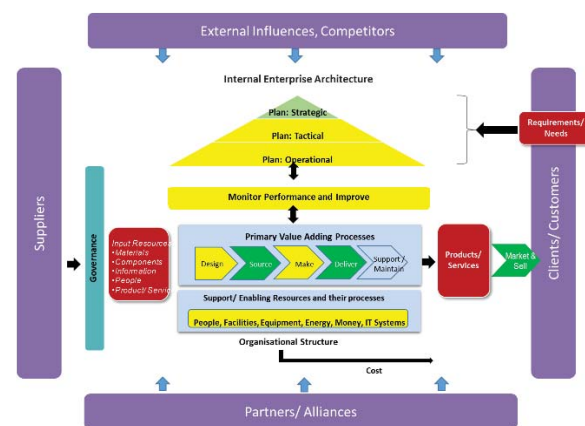 External Influences, Competitors
Internal Enterprise Architecture
Plan: Strategic
Plan: Tactical
Plan: Operational
Requirements/
Needs
Suppliers
Clients/ Customers
Governance
Monitor Performance and Improve
Input Resources
•Materials
•Components
•Information
•People
•Product/ Servic
Primary Value Adding Processes
Design
Source
Make
Deliver
Support/
Maintain
Products/
Services
Market &
Sell
Support/ Enabling Resources and their processes
People, Facilities, Equipment, Energy, Money, IT Systems
Organisational Structure
Cost
Partners/ Alliances